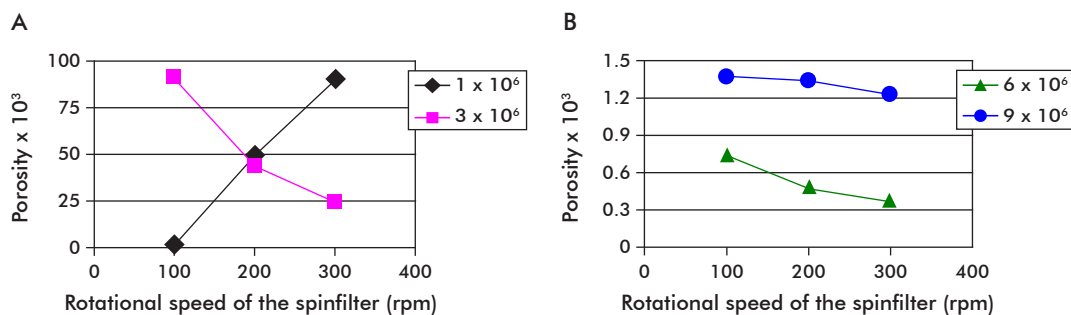 A
Porosity x 10³
100
75
50
25
0
0 100 200 300 400
Rotational speed of the spinfilter (rpm)
1 x 10⁶
3 x 10⁶
B
Porosity x 10³
1.5
1.2
0.9
0.6
0.3
0
0 100 200 300 400
Rotational speed of the spinfilter (rpm)
6 x 10⁶
9 x 10⁶